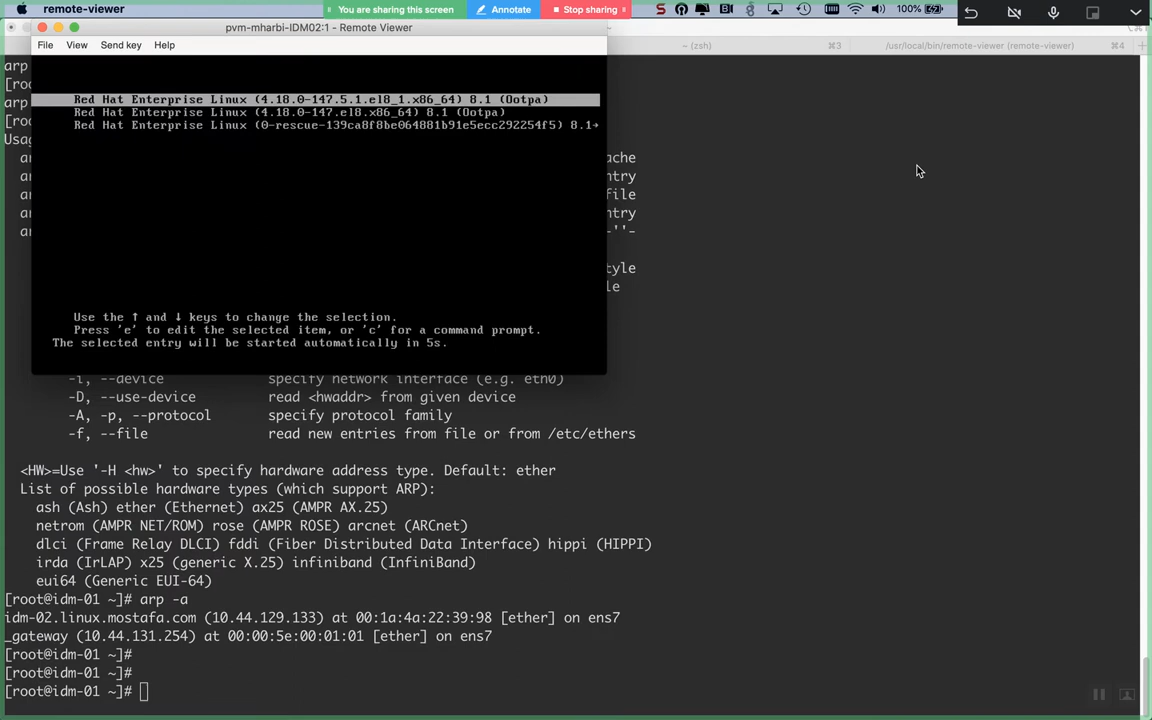 remote-viewer
You are sharing this screen
Annotate
Stop sharing
100%
pvm-mharbi-IDM02:1 - Remote Viewer
~ (zsh)
⌘3
/usr/local/bin/remote-viewer (remote-viewer)
⌘4
File View Send key Help
arp
[roo
arp
[roo
Usag
Red Hat Enterprise Linux (4.18.0-147.5.1.el8_1.x86_64) 8.1 (Ootpa)
Red Hat Enterprise Linux (4.18.0-147.el8.x86_64) 8.1 (Ootpa)
Red Hat Enterprise Linux (0-rescue-139ca8f8be064881b91e5ecc292254f5) 8.1→
ache
ntry
file
ntry
-''-
tyle
le
Use the ↑ and ↓ keys to change the selection.
Press 'e' to edit the selected item, or 'c' for a command prompt.
The selected entry will be started automatically in 5s.
-i, --device specify network interface (e.g. eth0)
-D, --use-device read <hwaddr> from given device
-A, -p, --protocol specify protocol family
-f, --file read new entries from file or from /etc/ethers
<HW>=Use '-H <hw>' to specify hardware address type. Default: ether
List of possible hardware types (which support ARP):
ash (Ash) ether (Ethernet) ax25 (AMPR AX.25)
netrom (AMPR NET/ROM) rose (AMPR ROSE) arcnet (ARCnet)
dlci (Frame Relay DLCI) fddi (Fiber Distributed Data Interface) hippi (HIPPI)
irda (IrLAP) x25 (generic X.25) infiniband (InfiniBand)
eui64 (Generic EUI-64)
[root@idm-01 ~]# arp -a
idm-02.linux.mostafa.com (10.44.129.133) at 00:1a:4a:22:39:98 [ether] on ens7
_gateway (10.44.131.254) at 00:00:5e:00:01:01 [ether] on ens7
[root@idm-01 ~]#
[root@idm-01 ~]#
[root@idm-01 ~]#